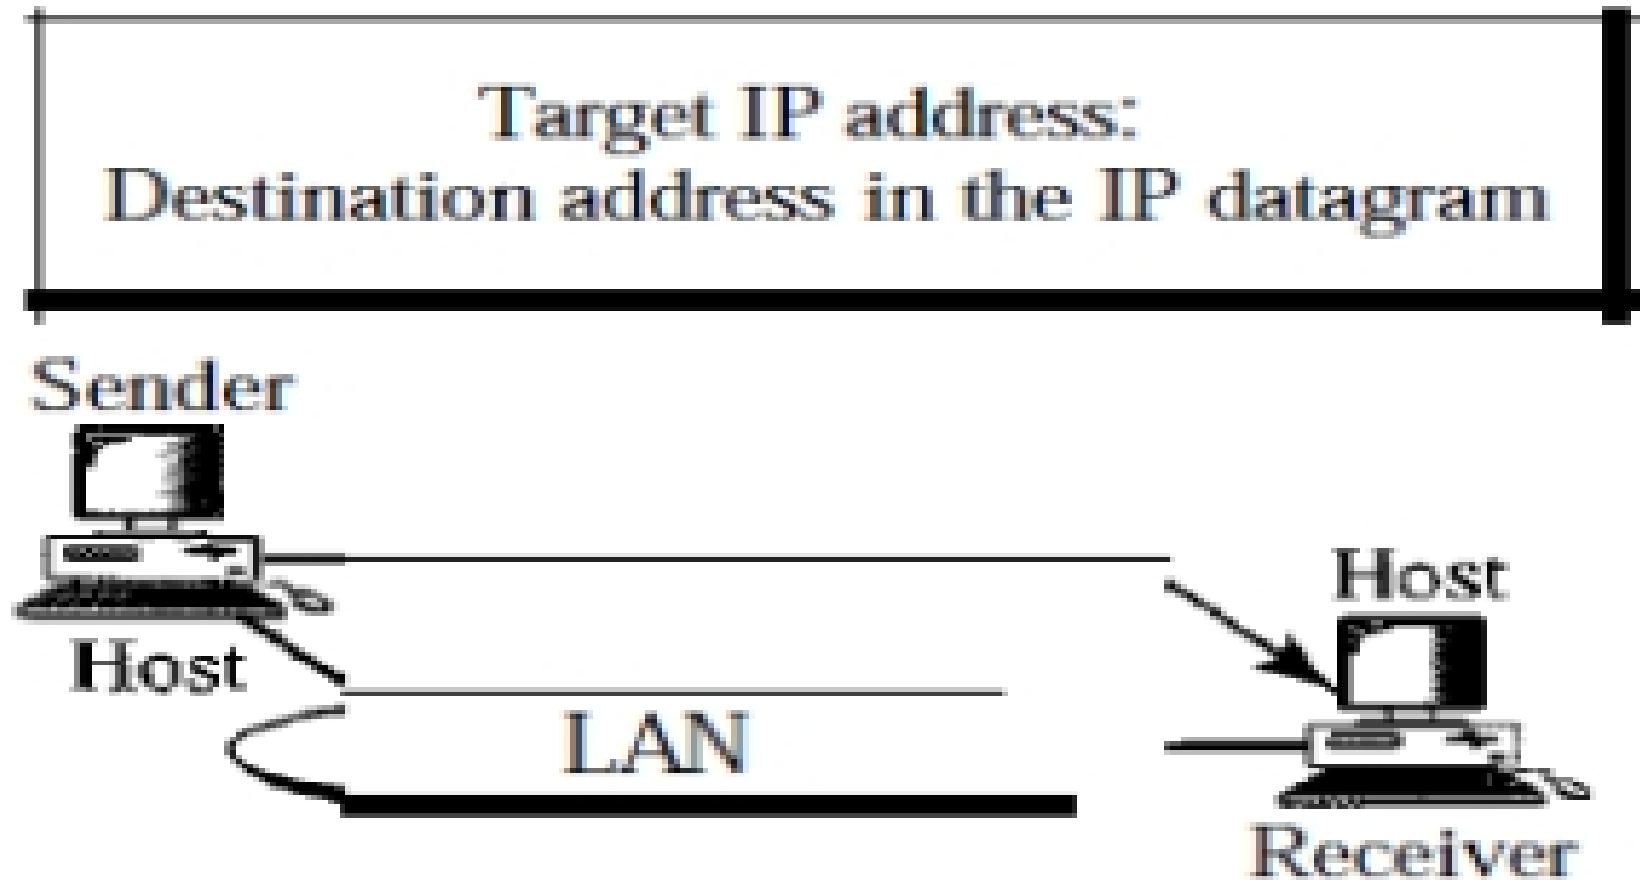 Target IP address:
Destination address in the IP datagram
Sender
Host
Host
LAN
Receiver